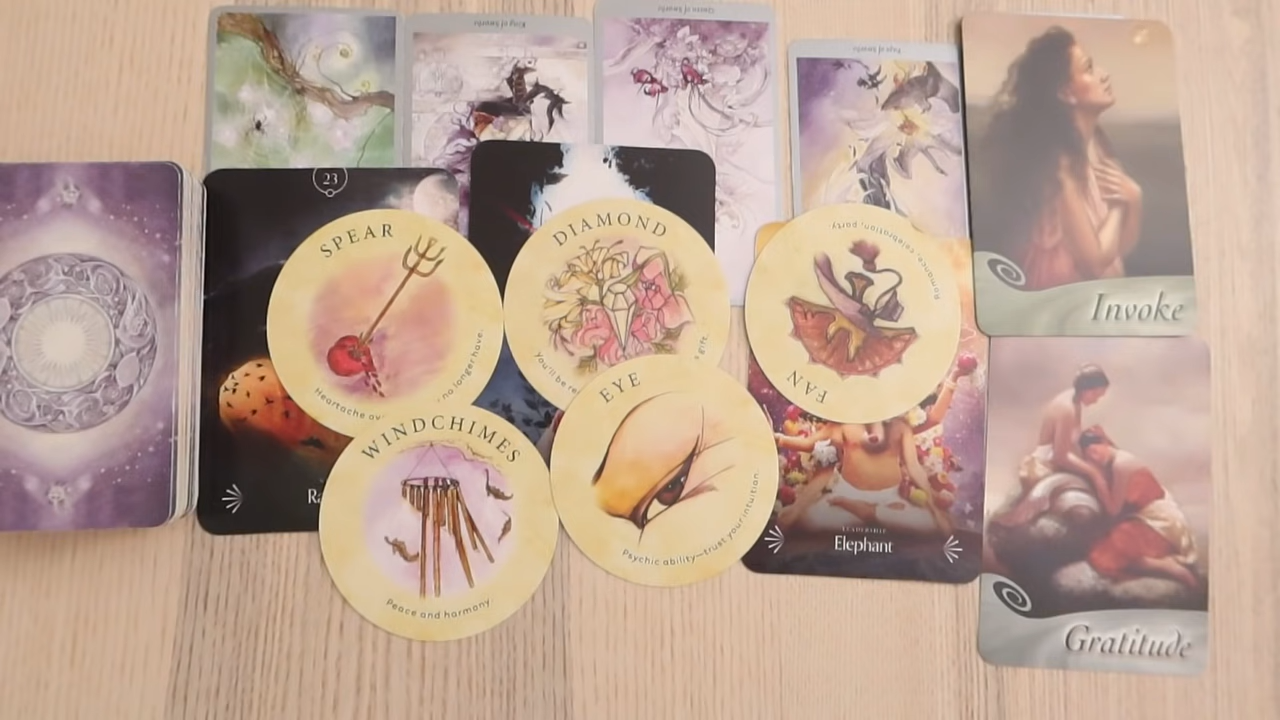 King of Swords
Queen of Swords
Page of Swords
23
SPEAR
Heartache
no longer have.
DIAMOND
You'll be
gift.
FAN
Romance, celebration, party.
Invoke
WINDCHIMES
Peace and harmony
EYE
Psychic ability—trust your intuition.
LEADERSHIP
Elephant
Gratitude